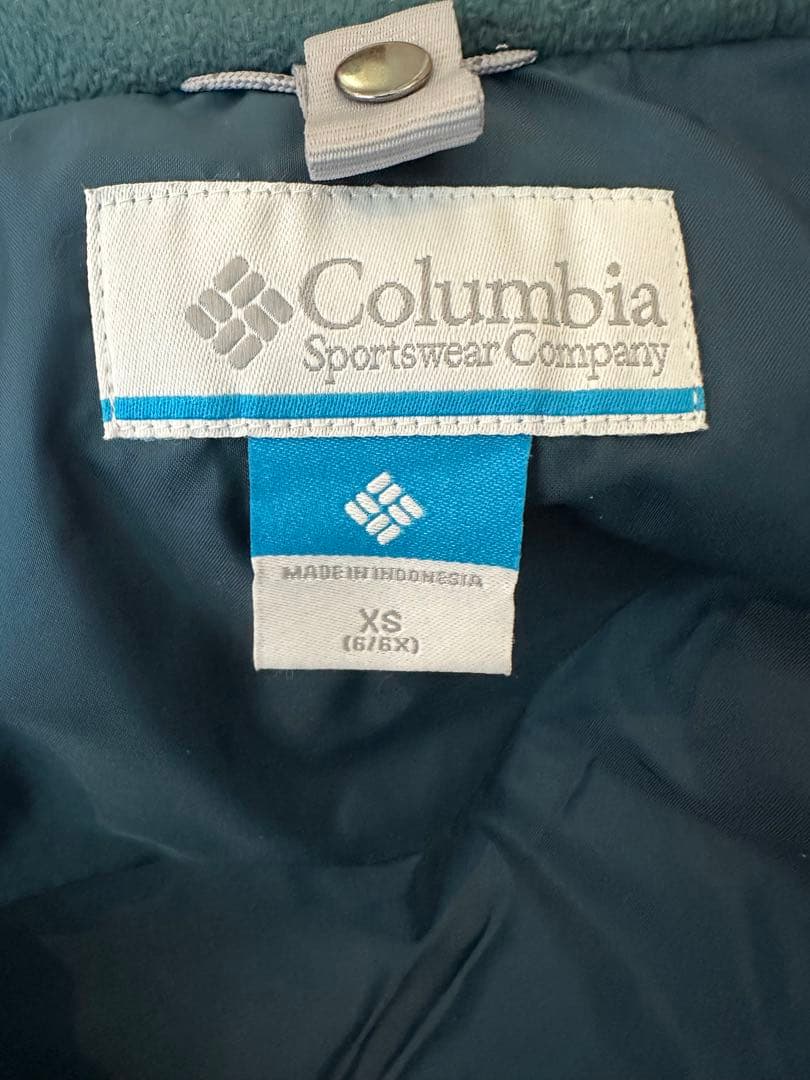 Columbia
Sportswear Company
MADE IN INDONESIA
XS
(6/6X)